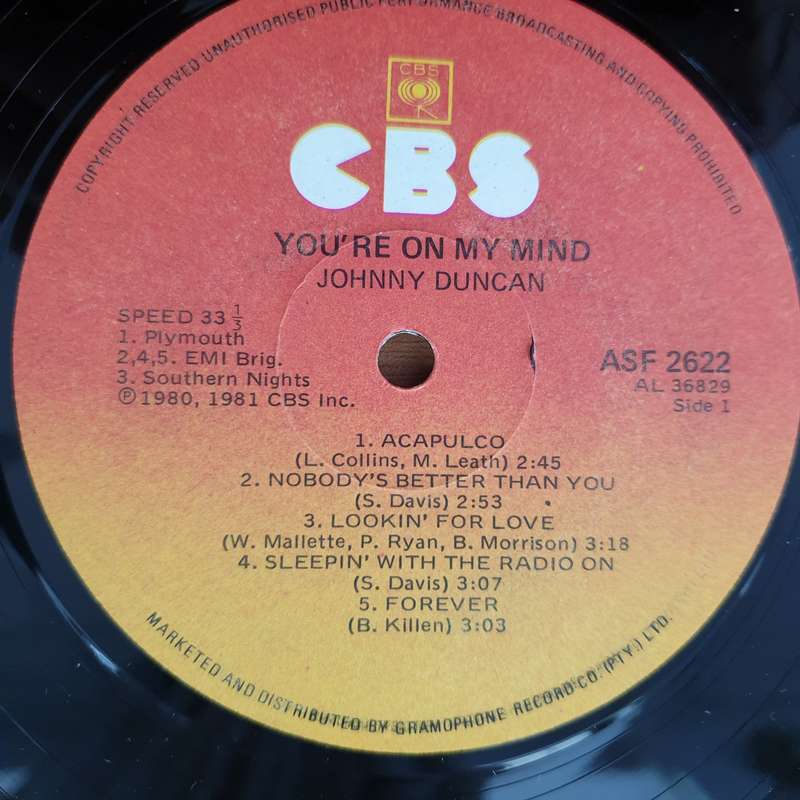 COPYRIGHT RESERVED UNAUTHORISED PUBLIC PERFORMANCE BROADCASTING AND COPYING PROHIBITED
CBS
CBS
YOU'RE ON MY MIND
JOHNNY DUNCAN
SPEED 33 1/3
1. Plymouth
2,4,5. EMI Brig.
3. Southern Nights
℗ 1980, 1981 CBS Inc.
ASF 2622
AL 36829
Side 1
1. ACAPULCO
(L. Collins, M. Leath) 2:45
2. NOBODY'S BETTER THAN YOU
(S. Davis) 2:53
3. LOOKIN' FOR LOVE
(W. Mallette, P. Ryan, B. Morrison) 3:18
4. SLEEPIN' WITH THE RADIO ON
(S. Davis) 3:07
5. FOREVER
(B. Killen) 3:03
MARKETED AND DISTRIBUTED BY GRAMOPHONE RECORD CO. (PTY.) LTD.